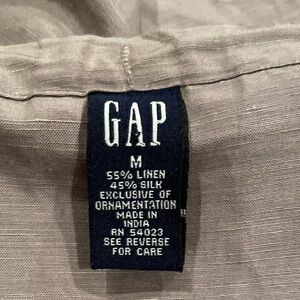 GAP
M
55% LINEN
45% SILK
EXCLUSIVE OF
ORNAMENTATION
MADE IN
INDIA
RN 54023
SEE REVERSE
FOR CARE